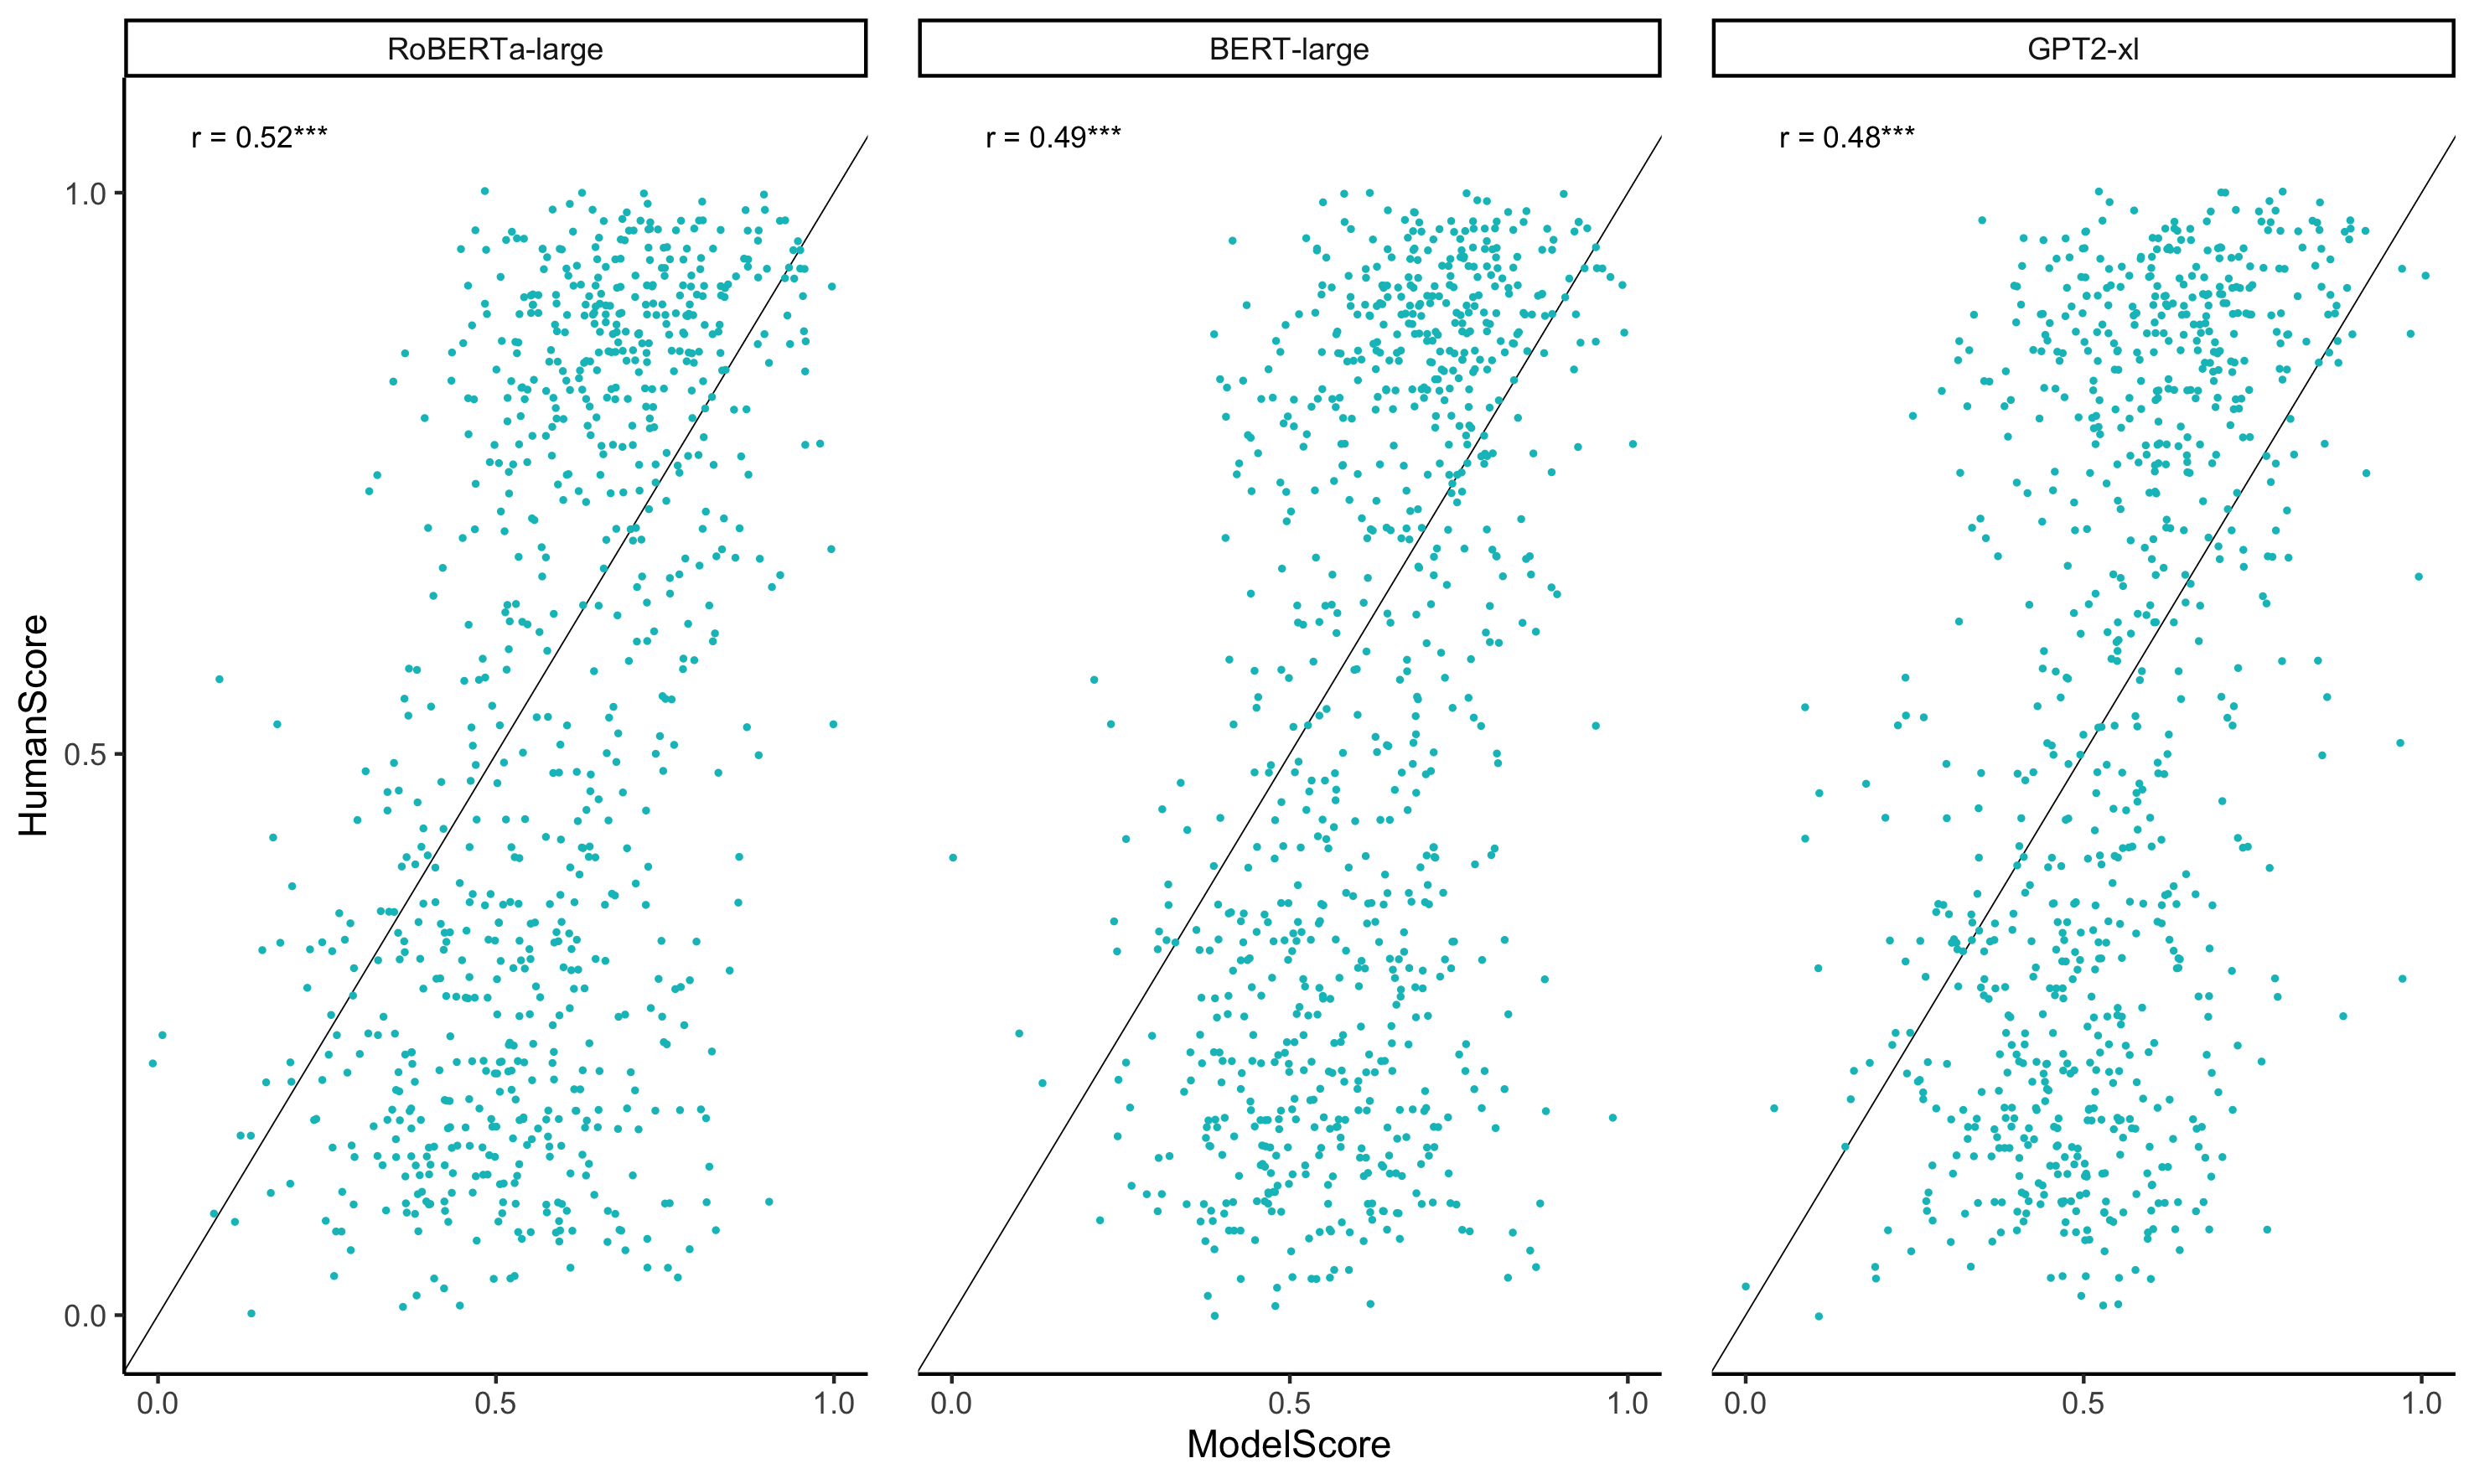 RoBERTa-large
BERT-large
GPT2-xl
r = 0.52***
r = 0.49***
r = 0.48***
1.0
0.5
0.0
HumanScore
0.0 0.5 1.0
0.0 0.5 1.0
0.0 0.5 1.0
ModelScore